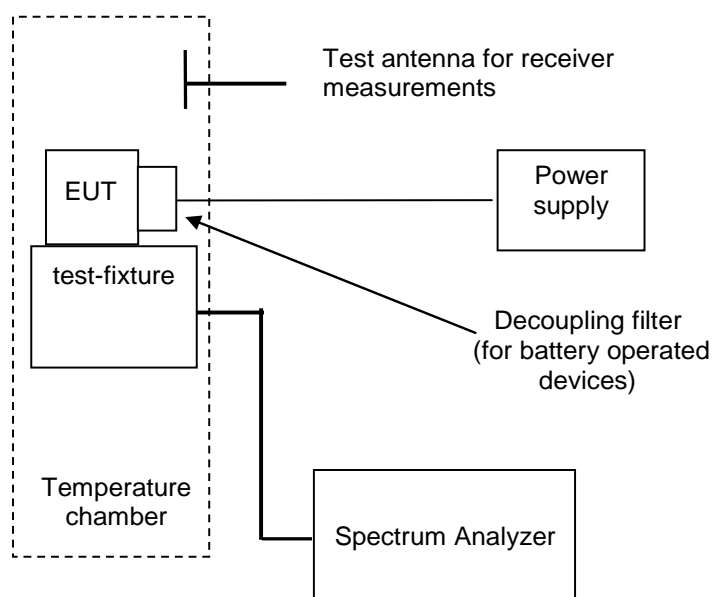 Test antenna for receiver
measurements
EUT
Power
supply
test-fixture
Decoupling filter
(for battery operated
devices)
Temperature
chamber
Spectrum Analyzer